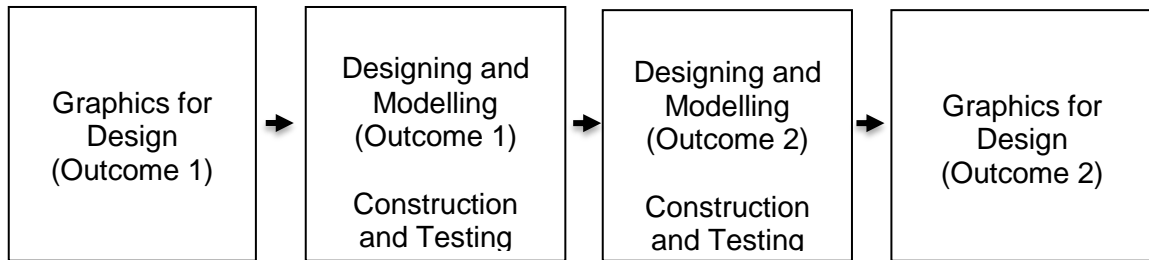 Graphics for
Design
(Outcome 1)
Designing and
Modelling
(Outcome 1)
Construction
and Testing
Designing and
Modelling
(Outcome 2)
Construction
and Testing
Graphics for
Design
(Outcome 2)